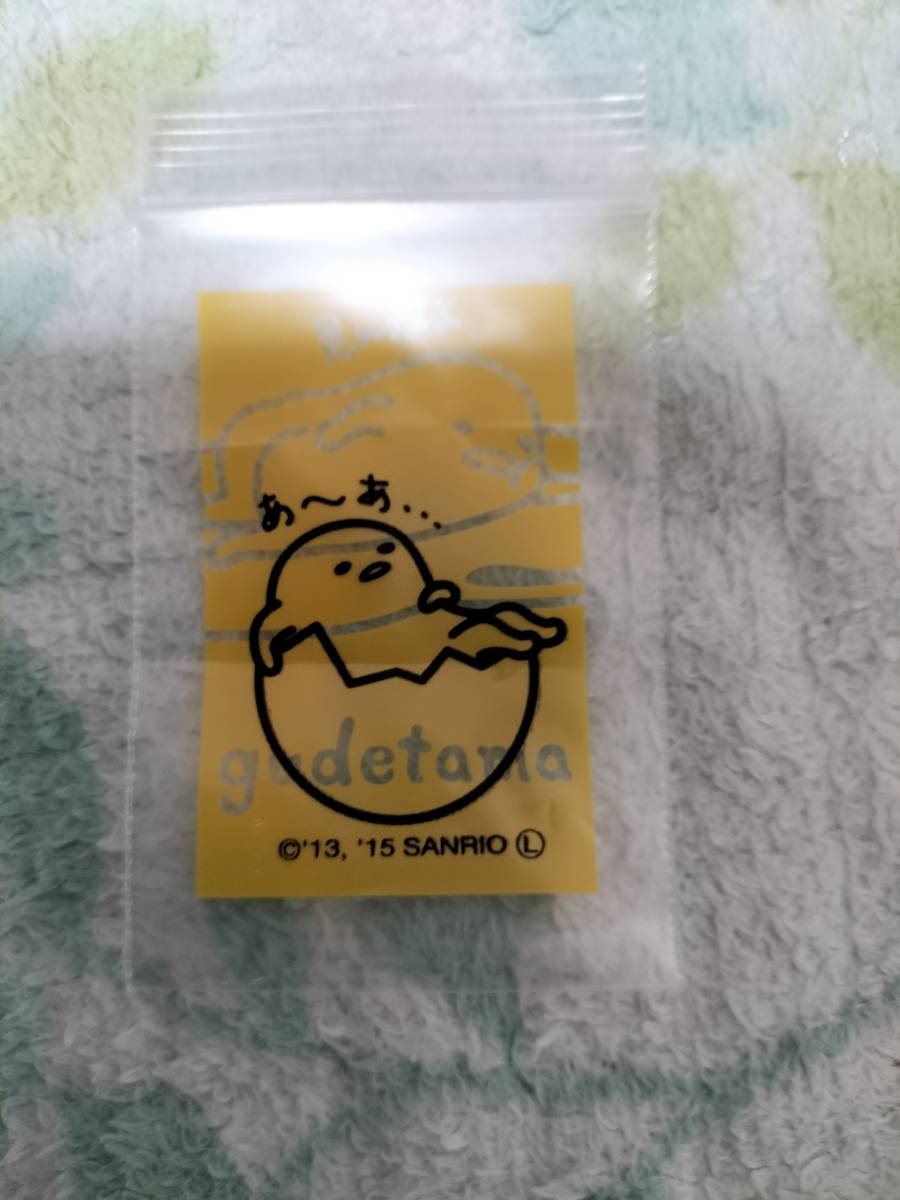 あ～あ...
gudetama
©'13, '15 SANRIO Ⓛ